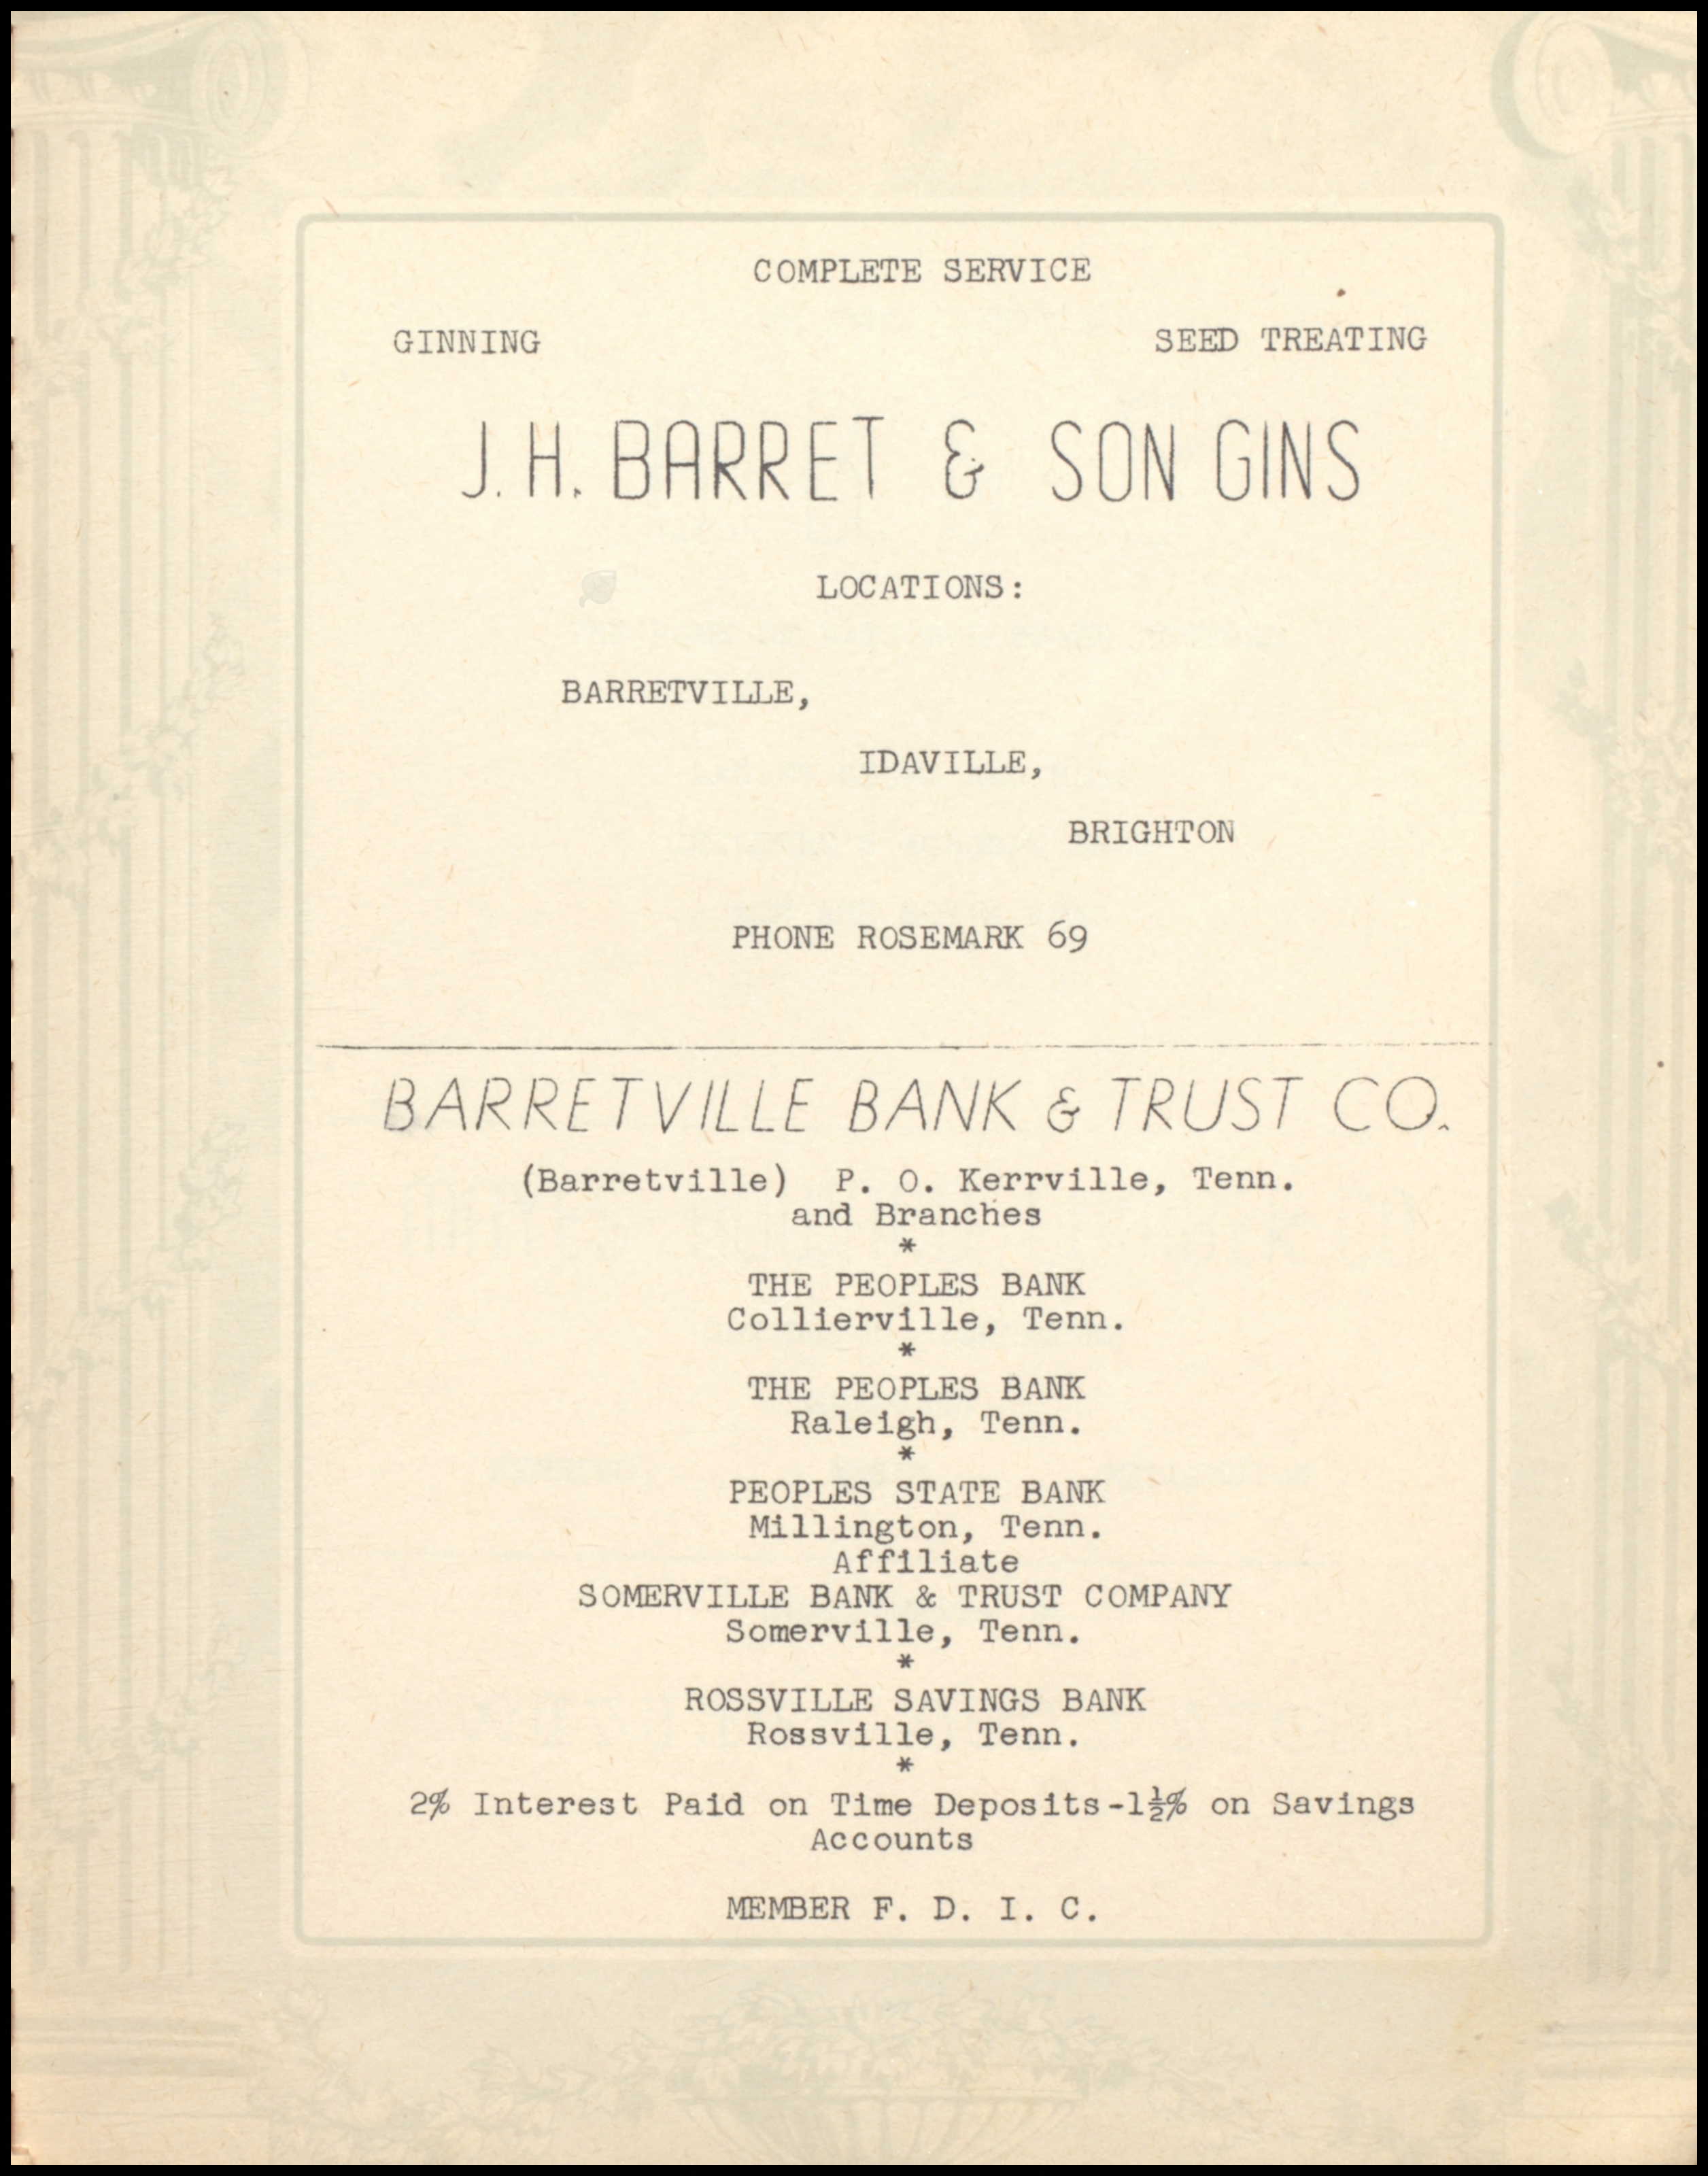 COMPLETE SERVICE
GINNING SEED TREATING
J. H. BARRET & SON GINS
LOCATIONS:
BARRETVILLE,
IDAVILLE,
BRIGHTON
PHONE ROSEMARK 69
BARRETVILLE BANK & TRUST CO.
(Barretville) P. O. Kerrville, Tenn.
and Branches
*
THE PEOPLES BANK
Collierville, Tenn.
*
THE PEOPLES BANK
Raleigh, Tenn.
*
PEOPLES STATE BANK
Millington, Tenn.
Affiliate
SOMERVILLE BANK & TRUST COMPANY
Somerville, Tenn.
*
ROSSVILLE SAVINGS BANK
Rossville, Tenn.
*
2% Interest Paid on Time Deposits-1½% on Savings
Accounts
MEMBER F. D. I. C.